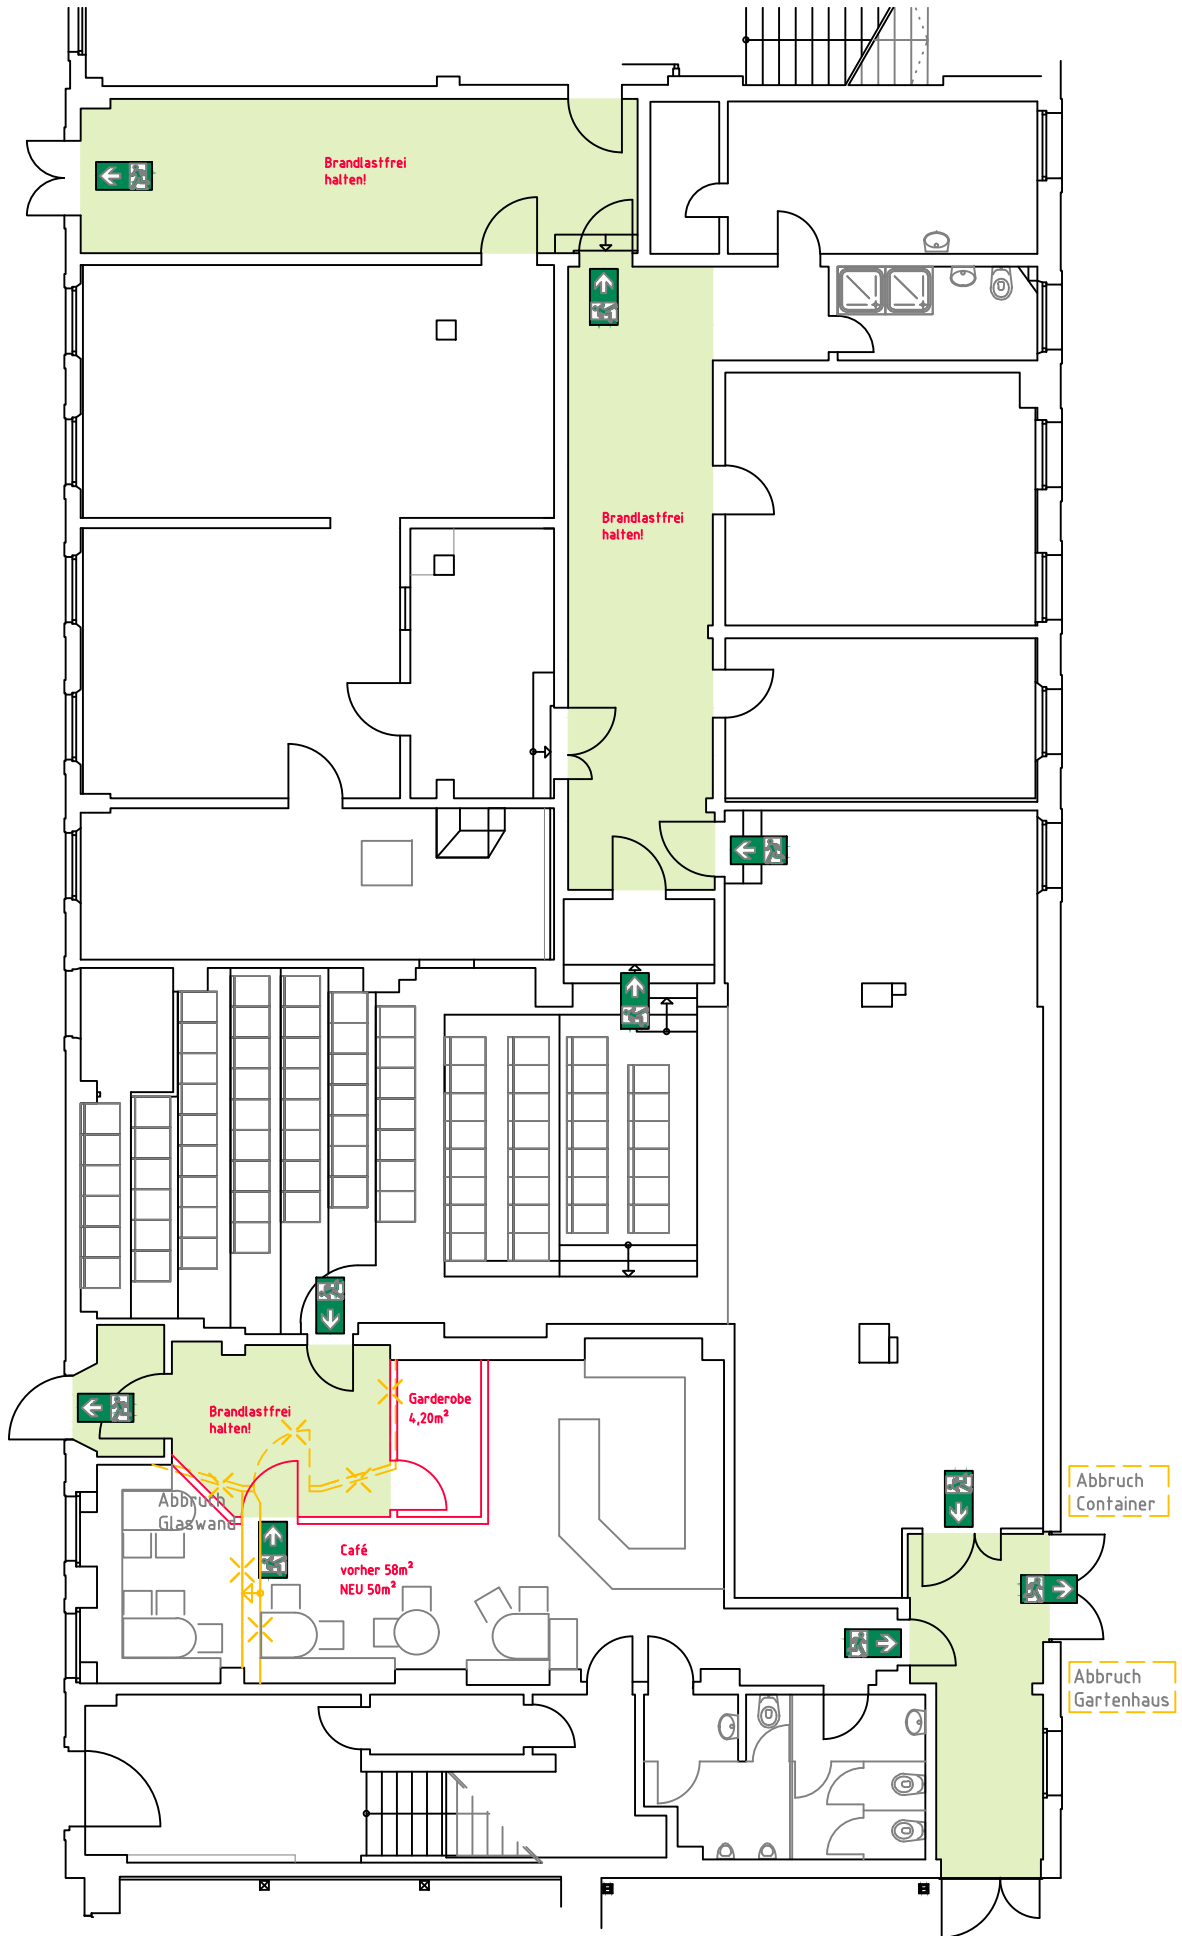 Brandlastfrei
halten!
Brandlastfrei
halten!
Garderobe
4,20m²
Brandlastfrei
halten!
Abbruch
Container
Abbruch
Glaswand
Café
vorher 58m²
NEU 50m²
Abbruch
Gartenhaus